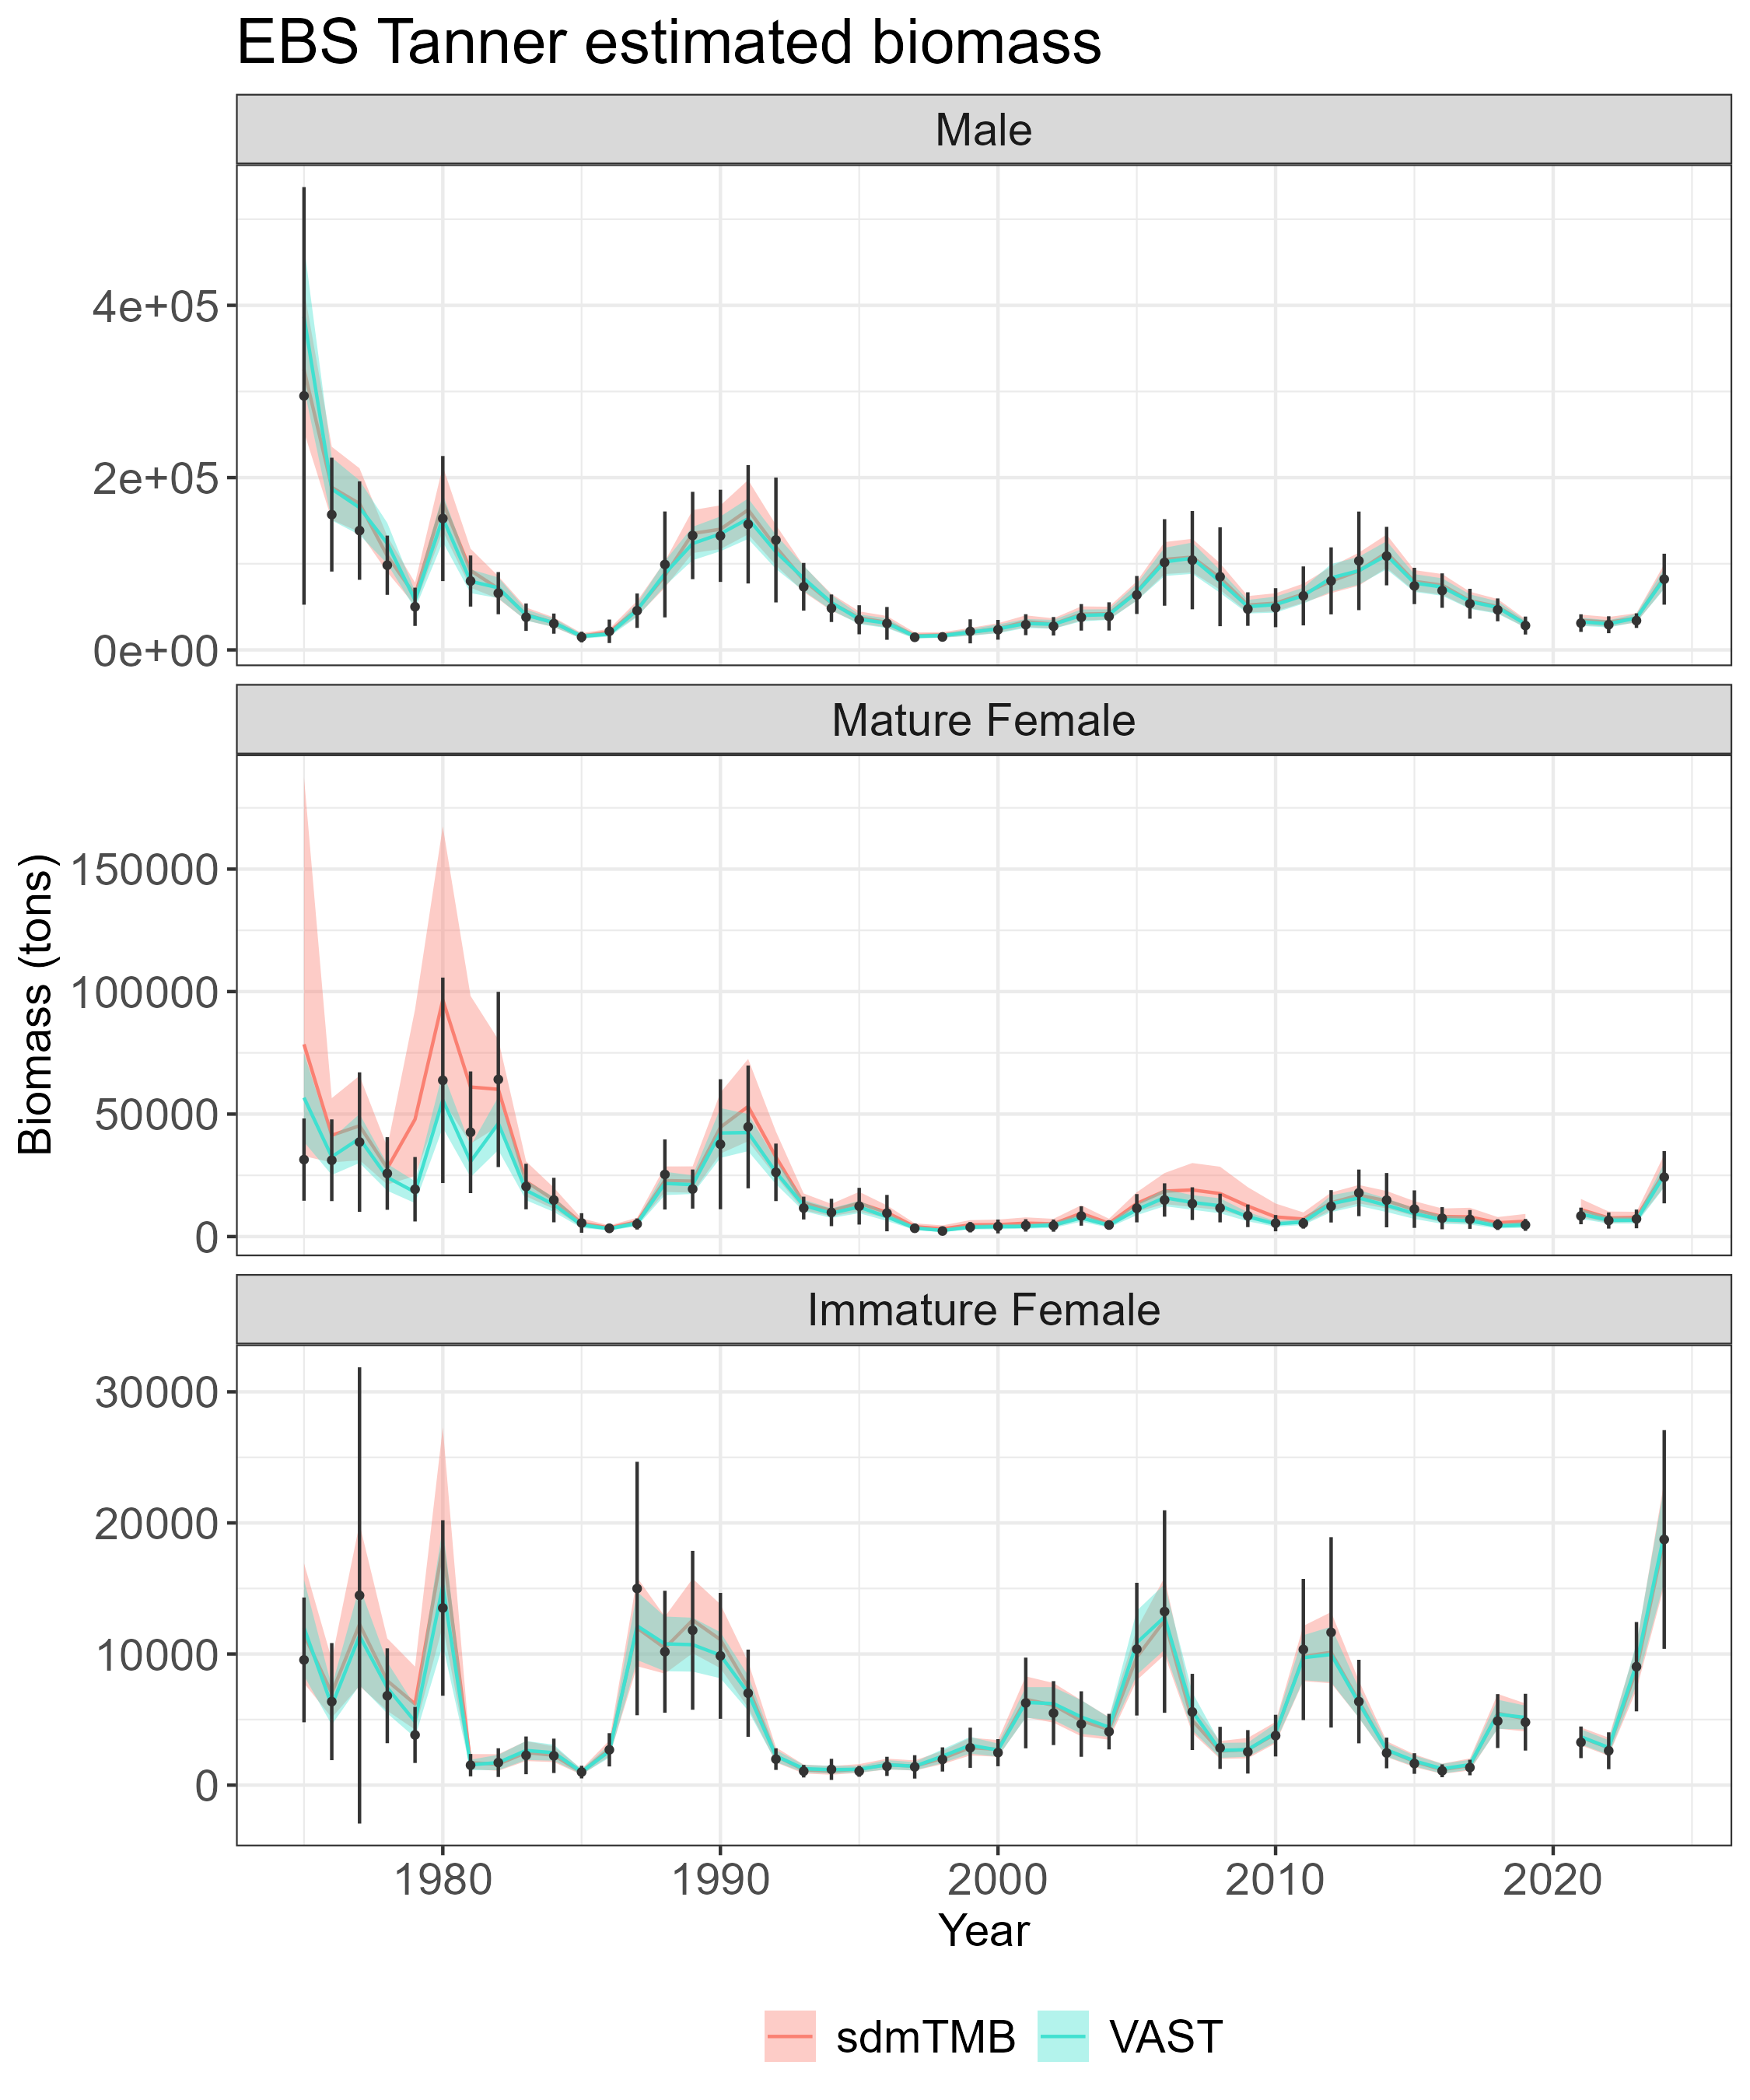 EBS Tanner estimated biomass
Male
4e+05
2e+05
0e+00
Mature Female
150000
100000
50000
0
Immature Female
30000
20000
10000
0
Biomass (tons)
1980 1990 2000 2010 2020
Year
sdmTMB VAST